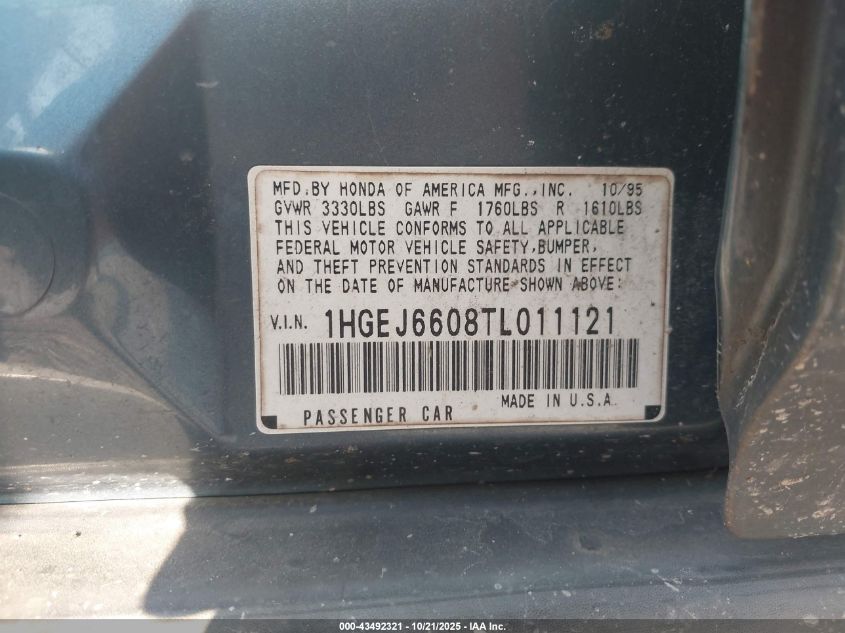 MFD.BY HONDA OF AMERICA MFG.,INC. 10/95
GVWR 3330LBS GAWR F 1760LBS R 1610LBS
THIS VEHICLE CONFORMS TO ALL APPLICABLE
FEDERAL MOTOR VEHICLE SAFETY,BUMPER,
AND THEFT PREVENTION STANDARDS IN EFFECT
ON THE DATE OF MANUFACTURE SHOWN ABOVE:
V.I.N. 1HGEJ6608TL011121
PASSENGER CAR MADE IN U.S.A
000-43492321 - 10/21/2025 - IAA Inc.